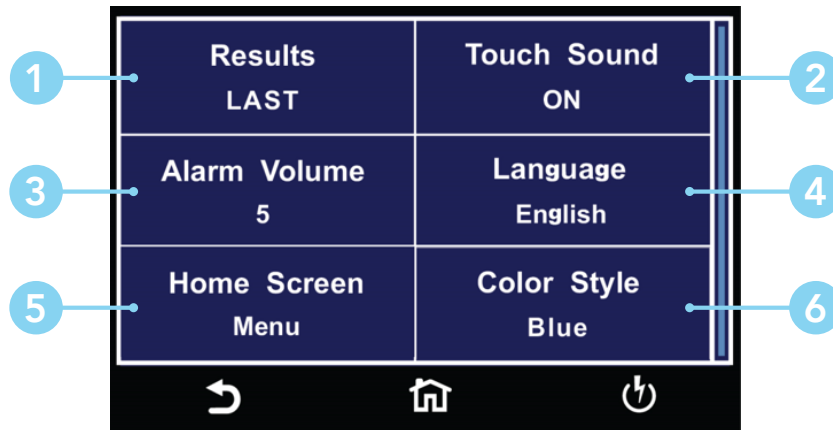 1
Results
LAST
Touch Sound
ON
2
3
Alarm Volume
5
Language
English
4
5
Home Screen
Menu
Color Style
Blue
6